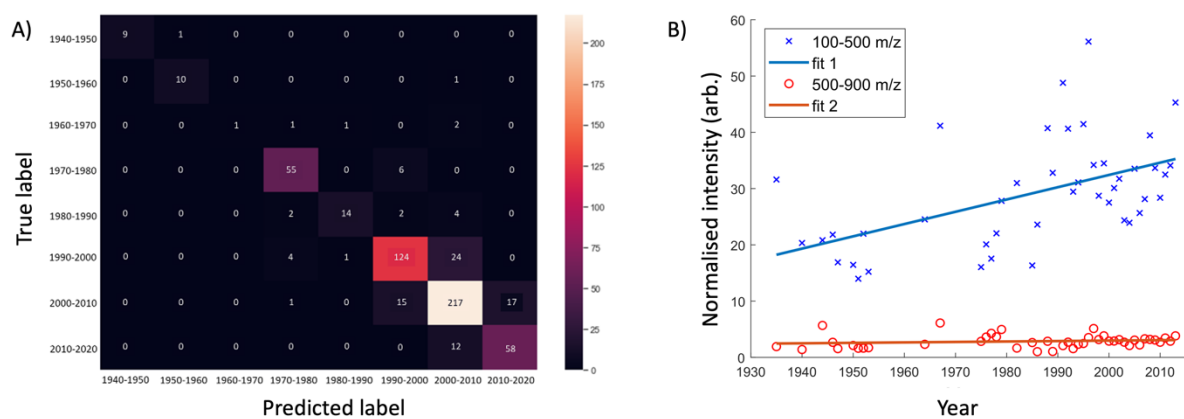 A)
True label
1940-1950 9 1 0 0 0 0 0 0
1950-1960 0 10 0 0 0 0 1 0
1960-1970 0 0 1 1 1 0 2 0
1970-1980 0 0 0 55 0 6 0 0
1980-1990 0 0 0 2 14 2 4 0
1990-2000 0 0 0 4 1 124 24 0
2000-2010 0 0 0 1 0 15 217 17
2010-2020 0 0 0 0 0 0 12 58
1940-1950 1950-1960 1960-1970 1970-1980 1980-1990 1990-2000 2000-2010 2010-2020
Predicted label
200
175
150
125
100
75
50
25
0
B)
Normalised intensity (arb.)
60
50
40
30
20
10
0
100-500 m/z
fit 1
500-900 m/z
fit 2
1930 1940 1950 1960 1970 1980 1990 2000 2010
Year